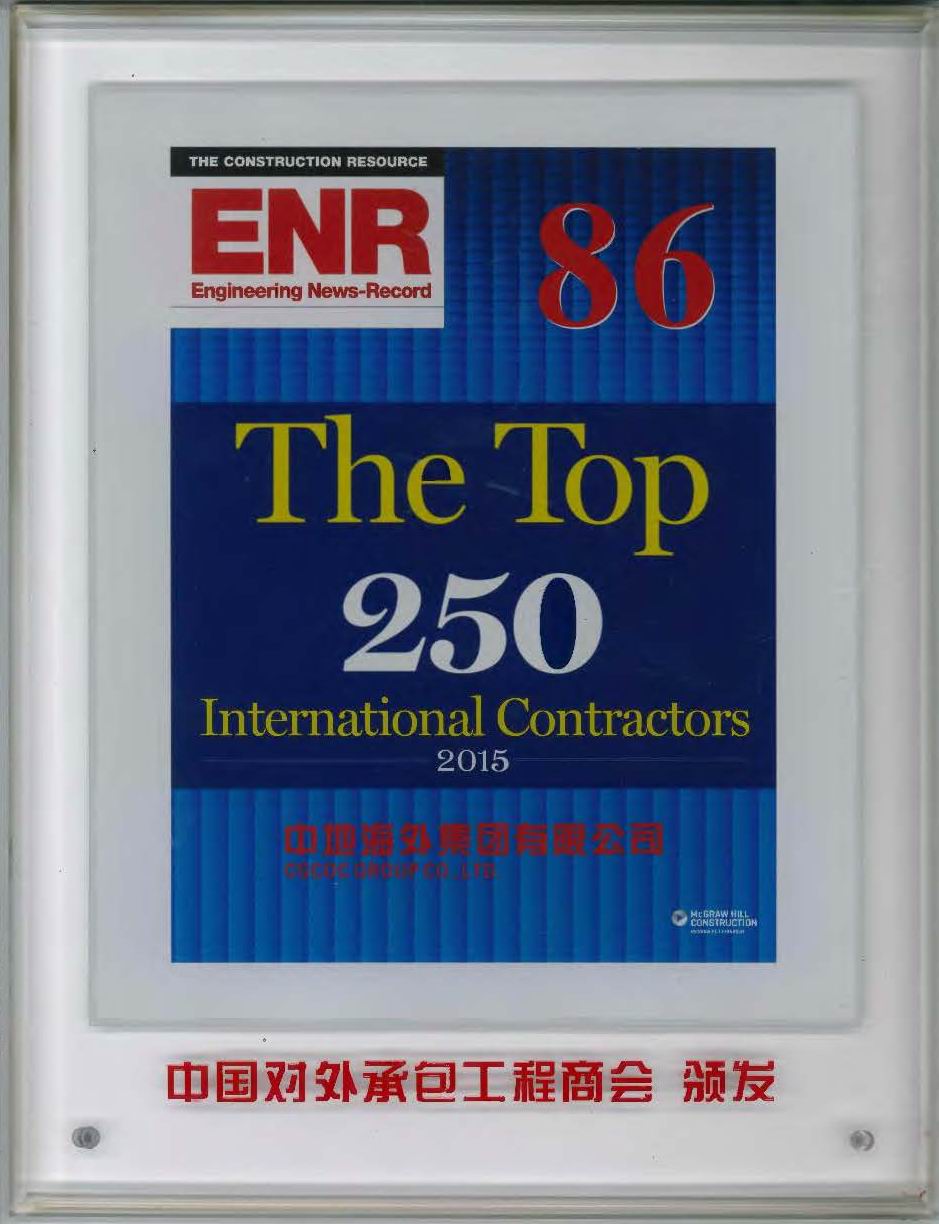 THE CONSTRUCTION RESOURCE
ENR
Engineering News-Record
86
The Top
250
International Contractors
2015
中地海外集团有限公司
CGCOC GROUP CO.,LTD
McGRAW HILL
CONSTRUCTION
中国对外承包工程商会 颁发